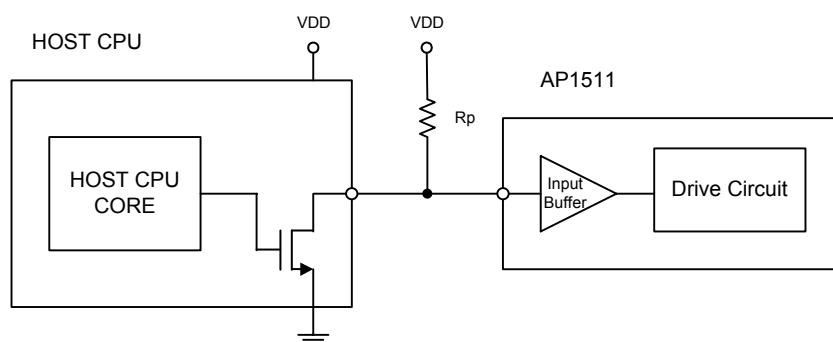 VDD
VDD
HOST CPU
AP1511
Rp
HOST CPU
CORE
Input
Buffer
Drive Circuit